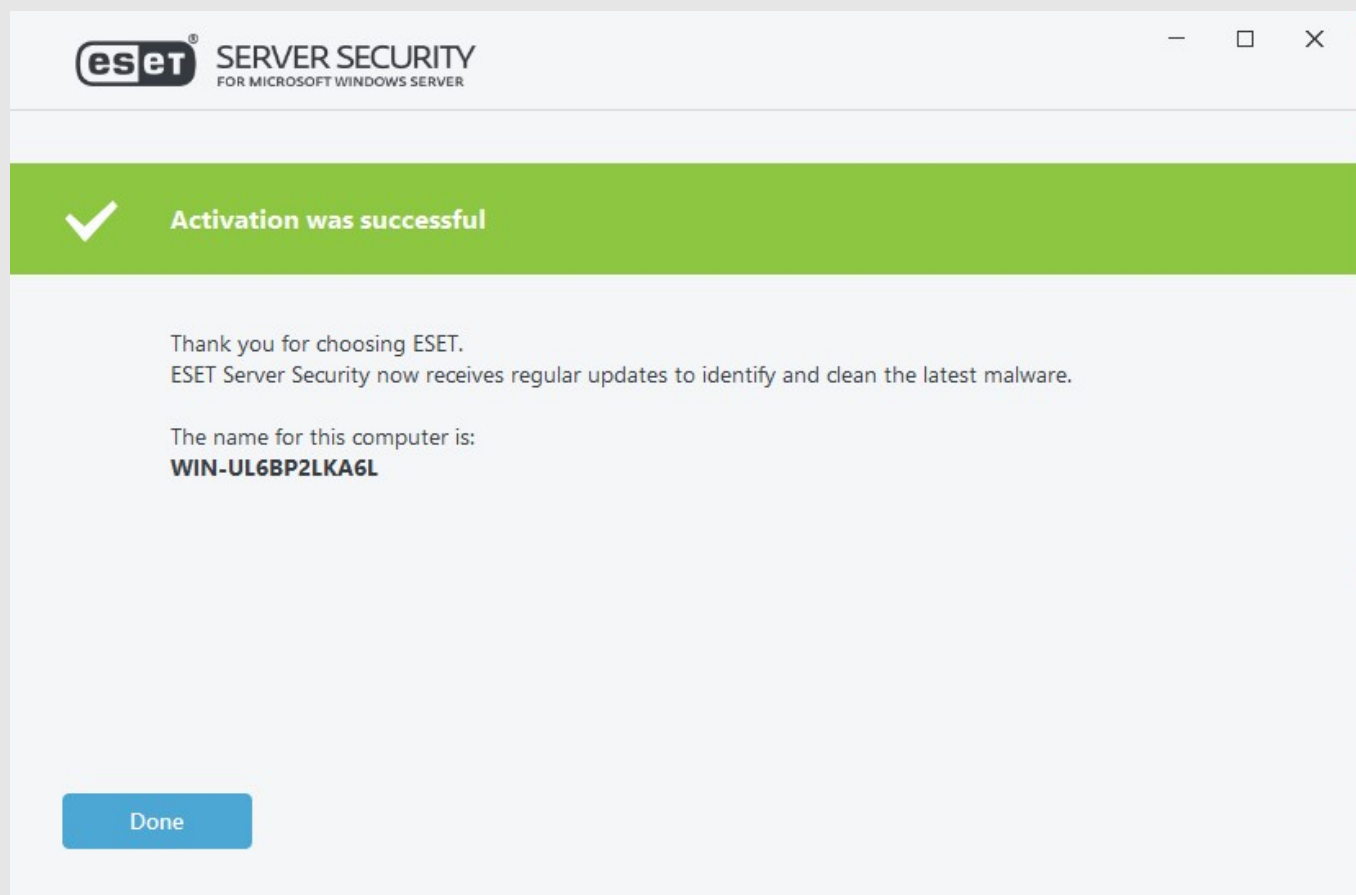 eset® SERVER SECURITY
FOR MICROSOFT WINDOWS SERVER
Activation was successful
Thank you for choosing ESET.
ESET Server Security now receives regular updates to identify and clean the latest malware.
The name for this computer is:
WIN-UL6BP2LKA6L
Done